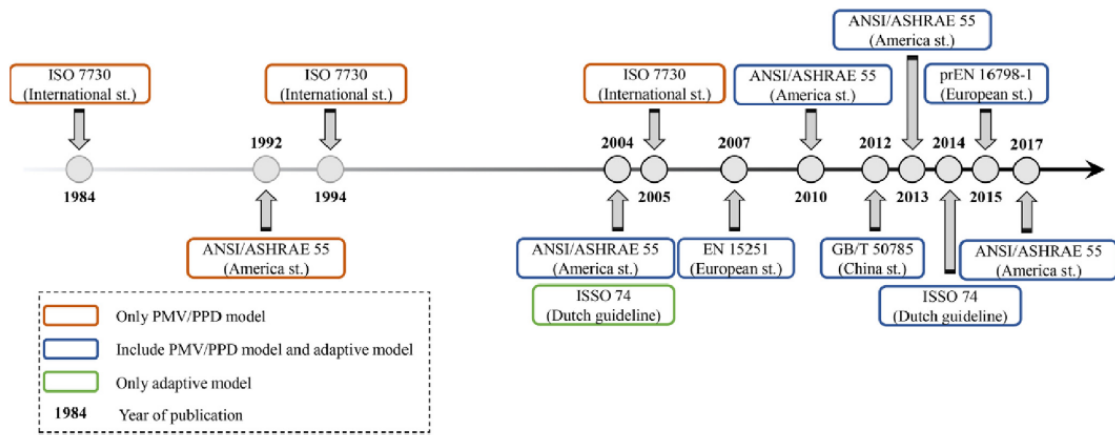 ANSI/ASHRAE 55
(America st.)
ISO 7730
(International st.)
ISO 7730
(International st.)
ISO 7730
(International st.)
ANSI/ASHRAE 55
(America st.)
prEN 16798-1
(European st.)
1992
2004
2007
2012
2014
2017
1984
1994
2005
2010
2013
2015
ANSI/ASHRAE 55
(America st.)
ANSI/ASHRAE 55
(America st.)
EN 15251
(European st.)
GB/T 50785
(China st.)
ANSI/ASHRAE 55
(America st.)
ISSO 74
(Dutch guideline)
ISSO 74
(Dutch guideline)
Only PMV/PPD model
Include PMV/PPD model and adaptive model
Only adaptive model
1984 Year of publication